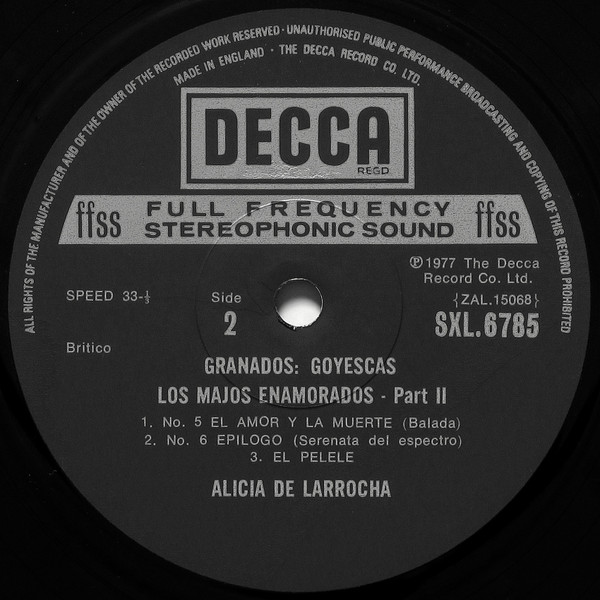 ALL RIGHTS OF THE MANUFACTURER AND OF THE OWNER OF THE RECORDED WORK RESERVED · UNAUTHORISED PUBLIC PERFORMANCE BROADCASTING AND COPYING OF THIS RECORD PROHIBITED
MADE IN ENGLAND · THE DECCA RECORD CO. LTD.
DECCA
REGD
ffss FULL FREQUENCY STEREOPHONIC SOUND ffss
℗1977 The Decca
Record Co. Ltd.
SPEED 33-⅓
Side
2
{ZAL.15068}
SXL.6785
Britico
GRANADOS: GOYESCAS
LOS MAJOS ENAMORADOS - Part II
1. No. 5 EL AMOR Y LA MUERTE (Balada)
2. No. 6 EPILOGO (Serenata del espectro)
3. EL PELELE
ALICIA DE LARROCHA